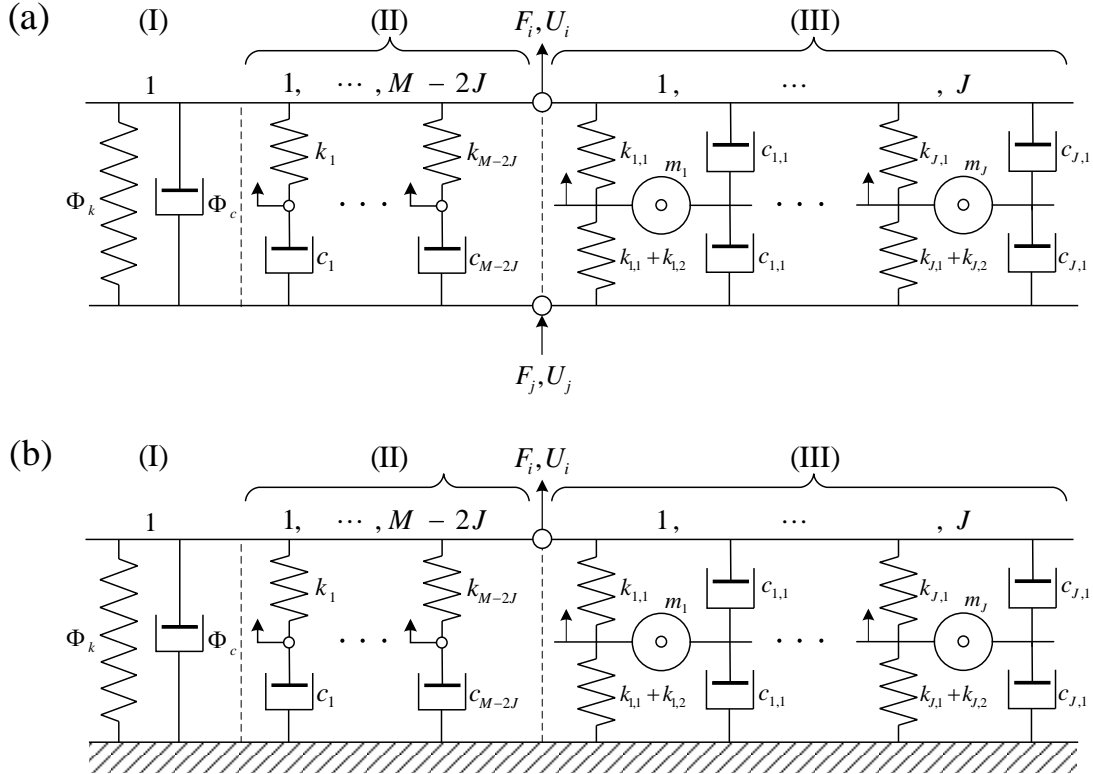 (a)
(I) (II) F_i, U_i (III)
1 1, ⋯, M − 2J 1, ⋯, J
Φ_k Φ_c k_1 k_{M−2J} k_{1,1} c_{1,1} k_{J,1} c_{J,1}
m_1 m_J
· · · · · · · · ·
c_1 c_{M−2J} k_{1,1}+k_{1,2} c_{1,1} k_{J,1}+k_{J,2} c_{J,1}
F_j, U_j
(b)
(I) (II) F_i, U_i (III)
1 1, ⋯, M − 2J 1, ⋯, J
Φ_k Φ_c k_1 k_{M−2J} k_{1,1} c_{1,1} k_{J,1} c_{J,1}
m_1 m_J
· · · · · · · · ·
c_1 c_{M−2J} k_{1,1}+k_{1,2} c_{1,1} k_{J,1}+k_{J,2} c_{J,1}